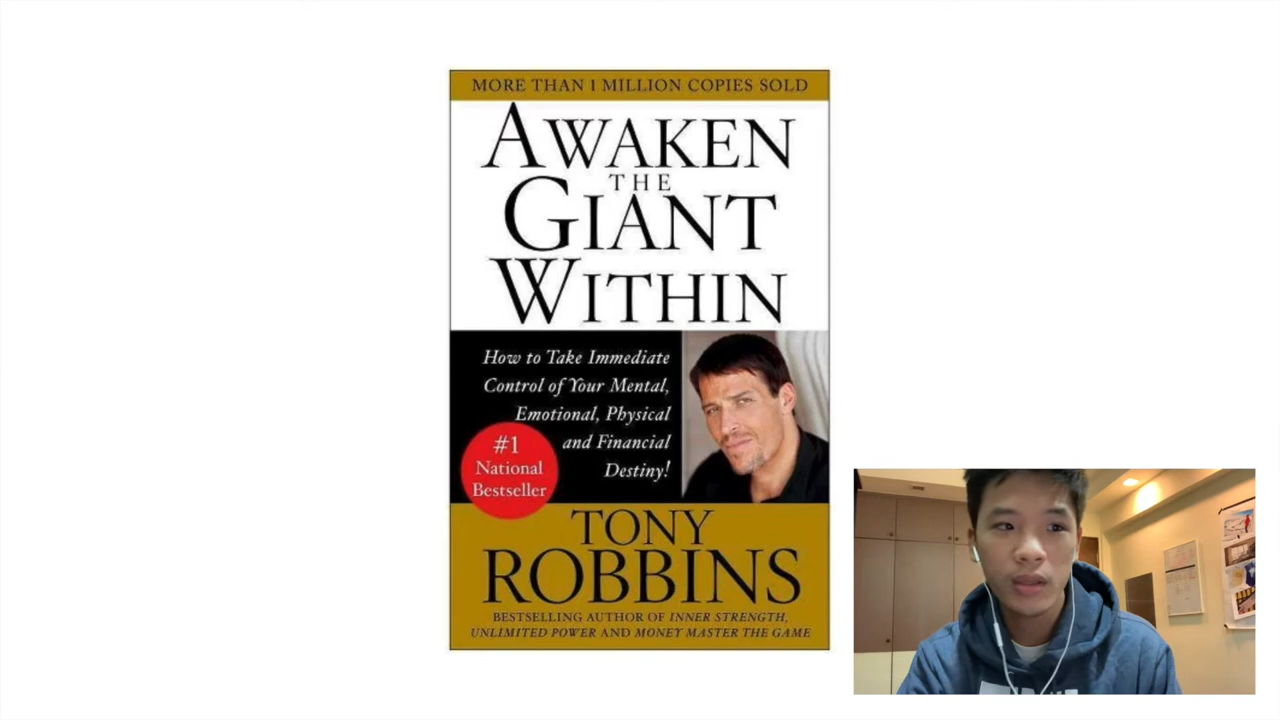 MORE THAN 1 MILLION COPIES SOLD
AWAKEN
THE
GIANT
WITHIN
How to Take Immediate
Control of Your Mental,
Emotional, Physical
and Financial
Destiny!
#1
National
Bestseller
TONY
ROBBINS
BESTSELLING AUTHOR OF INNER STRENGTH,
UNLIMITED POWER AND MONEY MASTER THE GAME